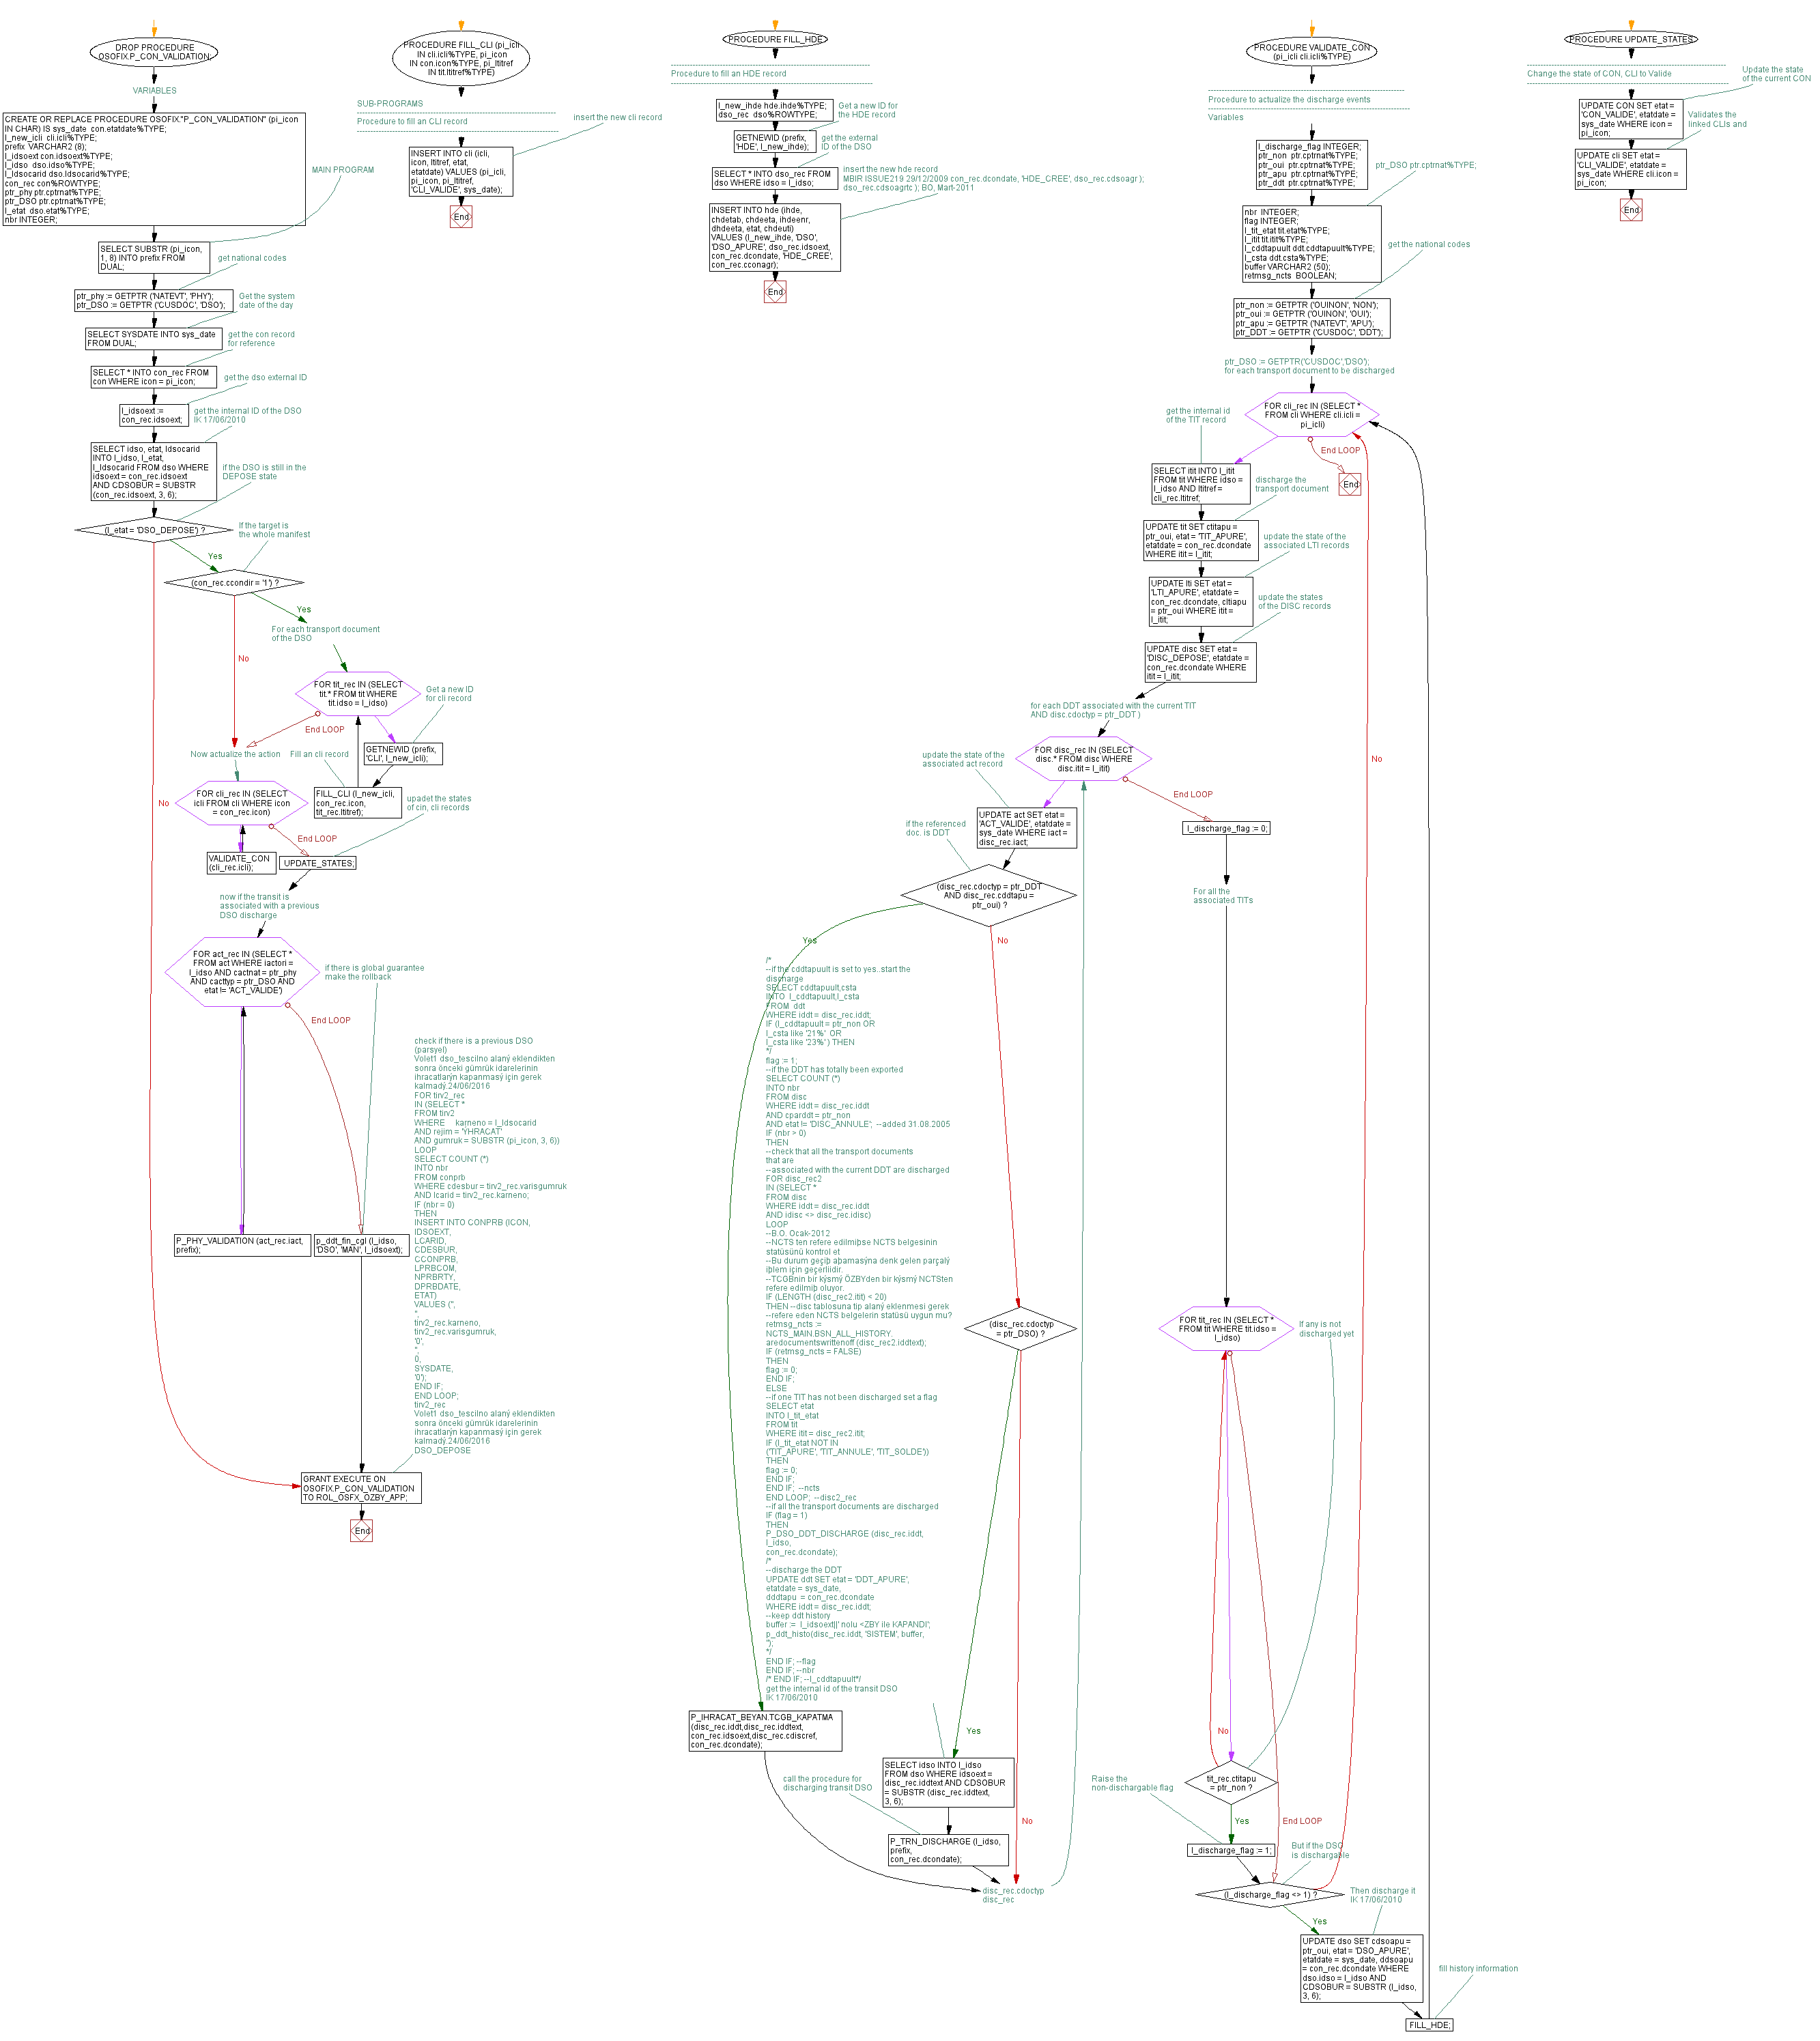 DROP PROCEDURE
OSOFIX.P_CON_VALIDATION;
VARIABLES
CREATE OR REPLACE PROCEDURE OSOFIX."P_CON_VALIDATION" (pi_icon
IN CHAR) IS sys_date  con.etatdate%TYPE;
l_new_icli  cli.icli%TYPE;
prefix  VARCHAR2 (8);
l_idsoext con.idsoext%TYPE;
l_idso  dso.idso%TYPE;
l_ldsocarid dso.ldsocarid%TYPE;
con_rec con%ROWTYPE;
ptr_phy ptr.cptrnat%TYPE;
ptr_DSO ptr.cptrnat%TYPE;
l_etat  dso.etat%TYPE;
nbr INTEGER;
MAIN PROGRAM
SELECT SUBSTR (pi_icon,
1, 8) INTO prefix FROM
DUAL;
get national codes
ptr_phy := GETPTR ('NATEVT', 'PHY');
ptr_DSO := GETPTR ('CUSDOC', 'DSO');
Get the system
date of the day
SELECT SYSDATE INTO sys_date
FROM DUAL;
get the con record
for reference
SELECT * INTO con_rec FROM
con WHERE icon = pi_icon;
get the dso external ID
l_idsoext :=
con_rec.idsoext;
get the internal ID of the DSO
IK 17/06/2010
SELECT idso, etat, ldsocarid
INTO l_idso, l_etat,
l_ldsocarid FROM dso WHERE
idsoext = con_rec.idsoext
AND CDSOBUR = SUBSTR
(con_rec.idsoext, 3, 6);
if the DSO is still in the
DEPOSE state
(l_etat = 'DSO_DEPOSE') ?
If the target is
the whole manifest
Yes
(con_rec.ccondir = '1') ?
Yes
For each transport document
of the DSO
No
FOR tit_rec IN (SELECT
tit.* FROM tit WHERE
tit.idso = l_idso)
Get a new ID
for cli record
End LOOP
Now actualize the action
Fill an cli record
GETNEWID (prefix,
'CLI', l_new_icli);
FOR cli_rec IN (SELECT
icli FROM cli WHERE icon
= con_rec.icon)
FILL_CLI (l_new_icli,
con_rec.icon,
tit_rec.ltitref);
upadet the states
of cin, cli records
No
End LOOP
VALIDATE_CON
(cli_rec.icli);
UPDATE_STATES;
now if the transit is
associated with a previous
DSO discharge
FOR act_rec IN (SELECT *
FROM act WHERE iactori =
l_idso AND cactnat = ptr_phy
AND cacttyp = ptr_DSO AND
etat != 'ACT_VALIDE')
if there is global guarantee
make the rollback
End LOOP
check if there is a previous DSO
(parsyel)
Volet1 dso_tescilno alaný eklendikten
sonra önceki gümrük idarelerinin
ihracatlarýn kapanmasý için gerek
kalmadý.24/06/2016
FOR tirv2_rec
IN (SELECT *
FROM tirv2
WHERE     karneno = l_ldsocarid
AND rejim = 'ÝHRACAT'
AND gumruk = SUBSTR (pi_icon, 3, 6))
LOOP
SELECT COUNT (*)
INTO nbr
FROM conprb
WHERE cdesbur = tirv2_rec.varisgumruk
AND lcarid = tirv2_rec.karneno;
IF (nbr = 0)
THEN
INSERT INTO CONPRB (ICON,
IDSOEXT,
LCARID,
CDESBUR,
CCONPRB,
LPRBCOM,
NPRBRTY,
DPRBDATE,
ETAT)
VALUES ('',
'',
tirv2_rec.karneno,
tirv2_rec.varisgumruk,
'0',
'',
0,
SYSDATE,
'0');
END IF;
END LOOP;
tirv2_rec
Volet1 dso_tescilno alaný eklendikten
sonra önceki gümrük idarelerinin
ihracatlarýn kapanmasý için gerek
kalmadý.24/06/2016
DSO_DEPOSE
P_PHY_VALIDATION (act_rec.iact,
prefix);
p_ddt_fin_cgl (l_idso,
'DSO', 'MAN', l_idsoext);
GRANT EXECUTE ON
OSOFIX.P_CON_VALIDATION
TO ROL_OSFX_ÖZBY_APP;
End
PROCEDURE FILL_CLI (pi_icli
IN cli.icli%TYPE, pi_icon
IN con.icon%TYPE, pi_ltitref
IN tit.ltitref%TYPE)
SUB-PROGRAMS
Procedure to fill an CLI record
insert the new cli record
INSERT INTO cli (icli,
icon, ltitref, etat,
etatdate) VALUES (pi_icli,
pi_icon, pi_ltitref,
'CLI_VALIDE', sys_date);
End
PROCEDURE FILL_HDE
Procedure to fill an HDE record
l_new_ihde hde.ihde%TYPE;
dso_rec  dso%ROWTYPE;
Get a new ID for
the HDE record
GETNEWID (prefix,
'HDE', l_new_ihde);
get the external
ID of the DSO
SELECT * INTO dso_rec FROM
dso WHERE idso = l_idso;
insert the new hde record
MBIR ISSUE219 29/12/2009 con_rec.dcondate, 'HDE_CREE', dso_rec.cdsoagr );
dso_rec.cdsoagrtc ); BO, Mart-2011
INSERT INTO hde (ihde,
chdetab, chdeeta, ihdeenr,
dhdeeta, etat, chdeuti)
VALUES (l_new_ihde, 'DSO',
'DSO_APURE', dso_rec.idsoext,
con_rec.dcondate, 'HDE_CREE',
con_rec.cconagr);
End
PROCEDURE VALIDATE_CON
(pi_icli cli.icli%TYPE)
Procedure to actualize the discharge events
Variables
l_discharge_flag INTEGER;
ptr_non  ptr.cptrnat%TYPE;
ptr_oui  ptr.cptrnat%TYPE;
ptr_apu  ptr.cptrnat%TYPE;
ptr_ddt  ptr.cptrnat%TYPE;
ptr_DSO ptr.cptrnat%TYPE;
nbr  INTEGER;
flag INTEGER;
l_tit_etat tit.etat%TYPE;
l_itit tit.itit%TYPE;
l_cddtapuult ddt.cddtapuult%TYPE;
l_csta ddt.csta%TYPE;
buffer VARCHAR2 (50);
retmsg_ncts  BOOLEAN;
get the national codes
ptr_non := GETPTR ('OUINON', 'NON');
ptr_oui := GETPTR ('OUINON', 'OUI');
ptr_apu := GETPTR ('NATEVT', 'APU');
ptr_DDT := GETPTR ('CUSDOC', 'DDT');
ptr_DSO := GETPTR('CUSDOC','DSO');
for each transport document to be discharged
FOR cli_rec IN (SELECT *
FROM cli WHERE cli.icli =
pi_icli)
get the internal id
of the TIT record
End LOOP
End
SELECT itit INTO l_itit
FROM tit WHERE idso =
l_idso AND ltitref =
cli_rec.ltitref;
discharge the
transport document
UPDATE tit SET ctitapu =
ptr_oui, etat = 'TIT_APURE',
etatdate = con_rec.dcondate
WHERE itit = l_itit;
update the state of the
associated LTI records
UPDATE lti SET etat =
'LTI_APURE', etatdate =
con_rec.dcondate, cltiapu
= ptr_oui WHERE itit =
l_itit;
update the states
of the DISC records
UPDATE disc SET etat =
'DISC_DEPOSE', etatdate =
con_rec.dcondate WHERE
itit = l_itit;
for each DDT associated with the current TIT
AND disc.cdoctyp = ptr_DDT )
FOR disc_rec IN (SELECT
disc.* FROM disc WHERE
disc.itit = l_itit)
update the state of the
associated act record
No
End LOOP
UPDATE act SET etat =
'ACT_VALIDE', etatdate =
sys_date WHERE iact =
disc_rec.iact;
if the referenced
doc. is DDT
l_discharge_flag := 0;
(disc_rec.cdoctyp = ptr_DDT
AND disc_rec.cddtapu =
ptr_oui) ?
For all the
associated TITs
Yes
No
/*
--if the cddtapuult is set to yes..start the
discharge
SELECT cddtapuult,csta
INTO  l_cddtapuult,l_csta
FROM  ddt
WHERE iddt = disc_rec.iddt;
IF (l_cddtapuult = ptr_non OR
l_csta like '21%'  OR
l_csta like '23%' ) THEN
*/
flag := 1;
--if the DDT has totally been exported
SELECT COUNT (*)
INTO nbr
FROM disc
WHERE iddt = disc_rec.iddt
AND cparddt = ptr_non
AND etat != 'DISC_ANNULE';  --added 31.08.2005
IF (nbr > 0)
THEN
--check that all the transport documents
that are
--associated with the current DDT are discharged
FOR disc_rec2
IN (SELECT *
FROM disc
WHERE iddt = disc_rec.iddt
AND idisc <> disc_rec.idisc)
LOOP
--B.O. Ocak-2012
--NCTS ten refere edilmiþse NCTS belgesinin
statüsünü kontrol et
--Bu durum geçiþ aþamasýna denk gelen parçalý
iþlem için geçerliidir.
--TCGBnin bir kýsmý ÖZBYden bir kýsmý NCTSten
refere edilmiþ oluyor.
IF (LENGTH (disc_rec2.itit) < 20)
THEN --disc tablosuna tip alaný eklenmesi gerek
--refere eden NCTS belgelerin statüsü uygun mu?
retmsg_ncts :=
NCTS_MAIN.BSN_ALL_HISTORY.
aredocumentswrittenoff (disc_rec2.iddtext);
IF (retmsg_ncts = FALSE)
THEN
flag := 0;
END IF;
ELSE
--if one TIT has not been discharged set a flag
SELECT etat
INTO l_tit_etat
FROM tit
WHERE itit = disc_rec2.itit;
IF (l_tit_etat NOT IN
('TIT_APURE', 'TIT_ANNULE', 'TIT_SOLDE'))
THEN
flag := 0;
END IF;
END IF;  --ncts
END LOOP;  --disc2_rec
--if all the transport documents are discharged
IF (flag = 1)
THEN
P_DSO_DDT_DISCHARGE (disc_rec.iddt,
l_idso,
con_rec.dcondate);
/*
--discharge the DDT
UPDATE ddt SET etat = 'DDT_APURE',
etatdate = sys_date,
dddtapu  = con_rec.dcondate
WHERE iddt = disc_rec.iddt;
--keep ddt history
buffer :=  l_idsoext||' nolu <ZBY ile KAPANDI';
p_ddt_histo(disc_rec.iddt, 'SISTEM', buffer,
'');
*/
END IF; --flag
END IF; --nbr
/* END IF; --l_cddtapuult*/
get the internal id of the transit DSO
IK 17/06/2010
(disc_rec.cdoctyp
= ptr_DSO) ?
FOR tit_rec IN (SELECT *
FROM tit WHERE tit.idso =
l_idso)
If any is not
discharged yet
P_IHRACAT_BEYAN.TCGB_KAPATMA
(disc_rec.iddt,disc_rec.iddtext,
con_rec.idsoext,disc_rec.cdiscref,
con_rec.dcondate);
Yes
No
SELECT idso INTO l_idso
FROM dso WHERE idsoext =
disc_rec.iddtext AND CDSOBUR
= SUBSTR (disc_rec.iddtext,
3, 6);
call the procedure for
discharging transit DSO
tit_rec.ctitapu
= ptr_non ?
Raise the
non-dischargable flag
No
Yes
End LOOP
P_TRN_DISCHARGE (l_idso,
prefix,
con_rec.dcondate);
l_discharge_flag := 1;
But if the DSO
is dischargable
disc_rec.cdoctyp
disc_rec
(l_discharge_flag <> 1) ?
Then discharge it
IK 17/06/2010
Yes
UPDATE dso SET cdsoapu =
ptr_oui, etat = 'DSO_APURE',
etatdate = sys_date, ddsoapu
= con_rec.dcondate WHERE
dso.idso = l_idso AND
CDSOBUR = SUBSTR (l_idso,
3, 6);
fill history information
FILL_HDE;
PROCEDURE UPDATE_STATES
Change the state of CON, CLI to Valide
Update the state
of the current CON
UPDATE CON SET etat =
'CON_VALIDE', etatdate =
sys_date WHERE icon =
pi_icon;
Validates the
linked CLIs and
UPDATE cli SET etat =
'CLI_VALIDE', etatdate =
sys_date WHERE cli.icon =
pi_icon;
End